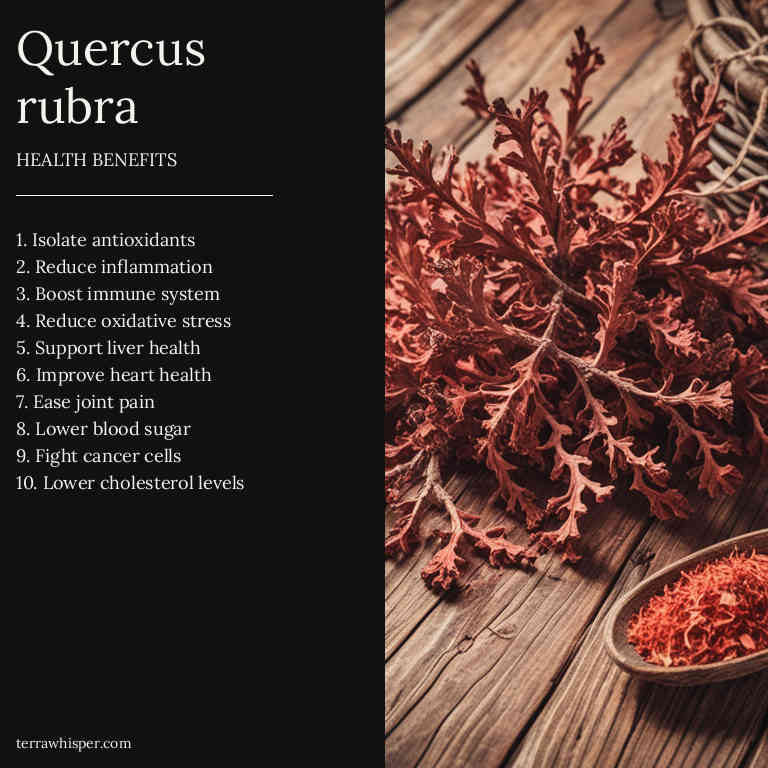 Quercus
rubra
HEALTH BENEFITS
1. Isolate antioxidants
2. Reduce inflammation
3. Boost immune system
4. Reduce oxidative stress
5. Support liver health
6. Improve heart health
7. Ease joint pain
8. Lower blood sugar
9. Fight cancer cells
10. Lower cholesterol levels
terrawhisper.com